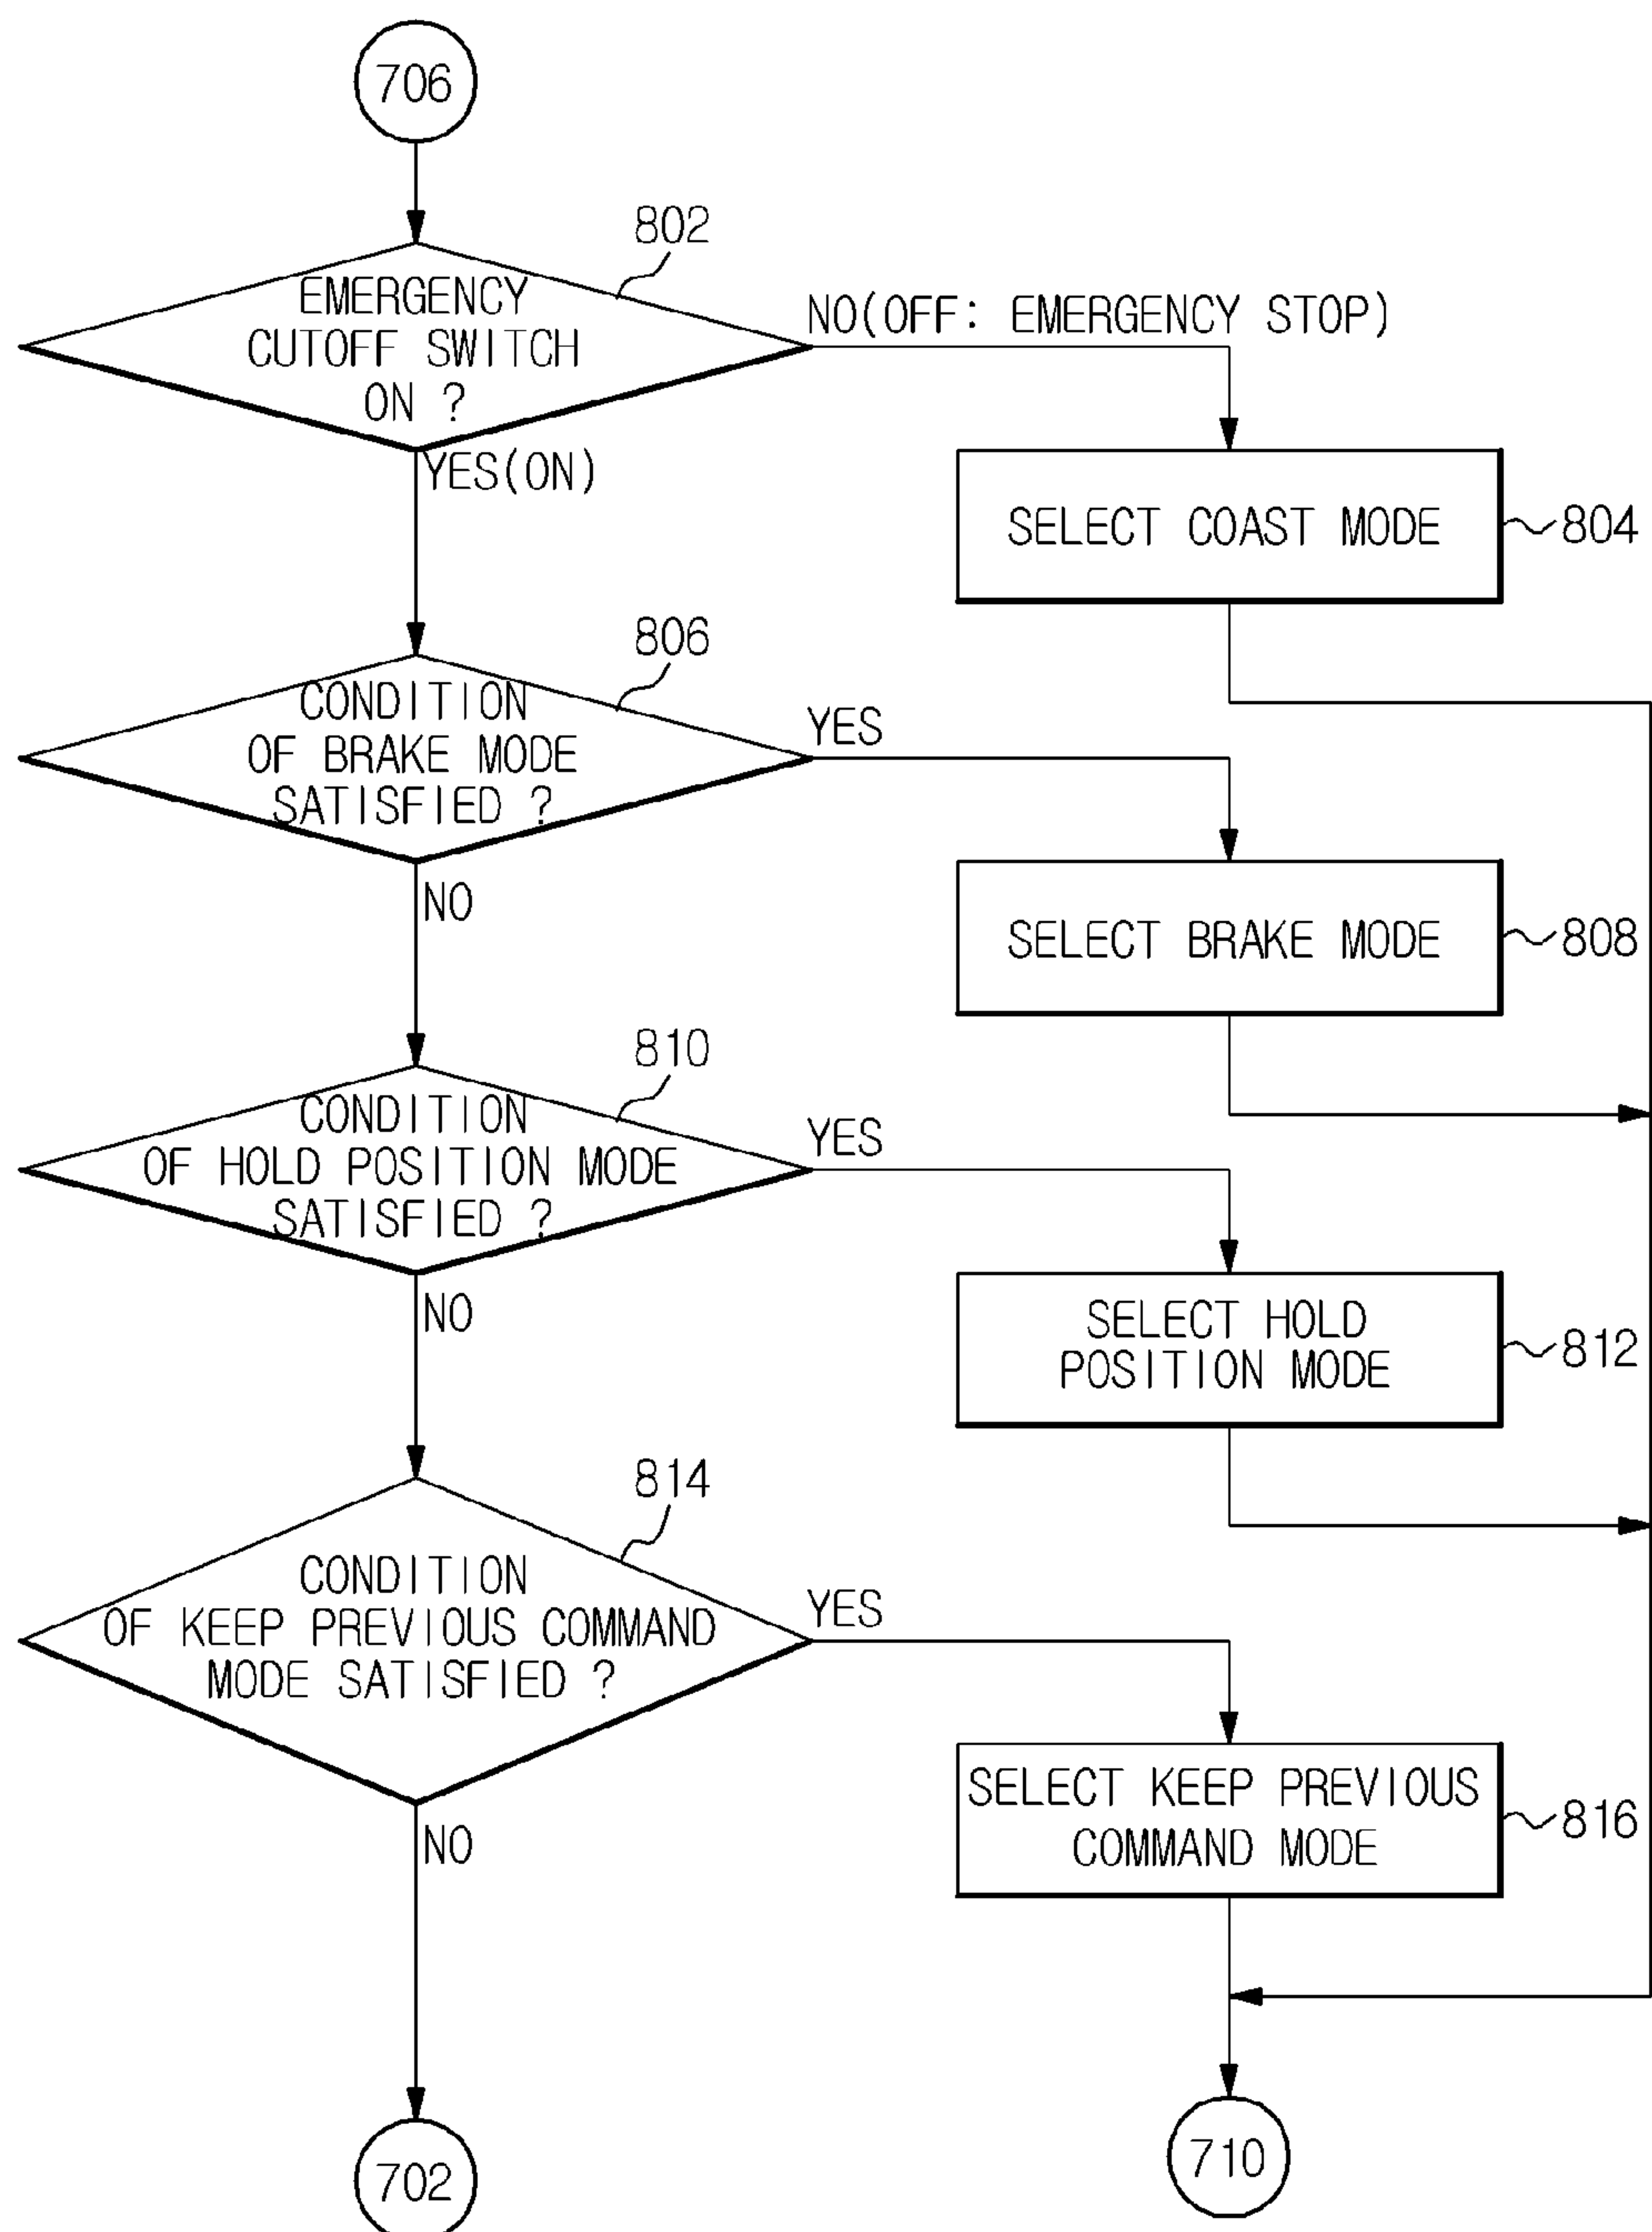 706
802
EMERGENCY
CUTOFF SWITCH
ON ?
NO(OFF: EMERGENCY STOP)
YES(ON)
SELECT COAST MODE
804
806
CONDITION
OF BRAKE MODE
SATISFIED ?
YES
NO
SELECT BRAKE MODE
808
810
CONDITION
OF HOLD POSITION MODE
SATISFIED ?
YES
NO
SELECT HOLD
POSITION MODE
812
814
CONDITION
OF KEEP PREVIOUS COMMAND
MODE SATISFIED ?
YES
NO
SELECT KEEP PREVIOUS
COMMAND MODE
816
702
710